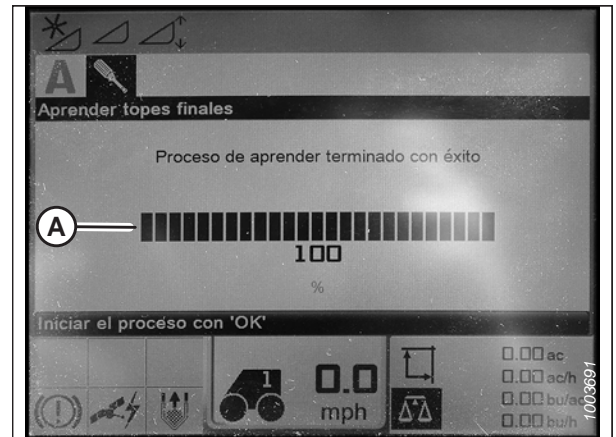 A
Aprender topes finales
Proceso de aprender terminado con éxito
A
100
%
Iniciar el proceso con 'OK'
1
0.0
mph
0.00 ac
0.00 ac/h
0.00 bu/ac
0.00 bu/h
1003691